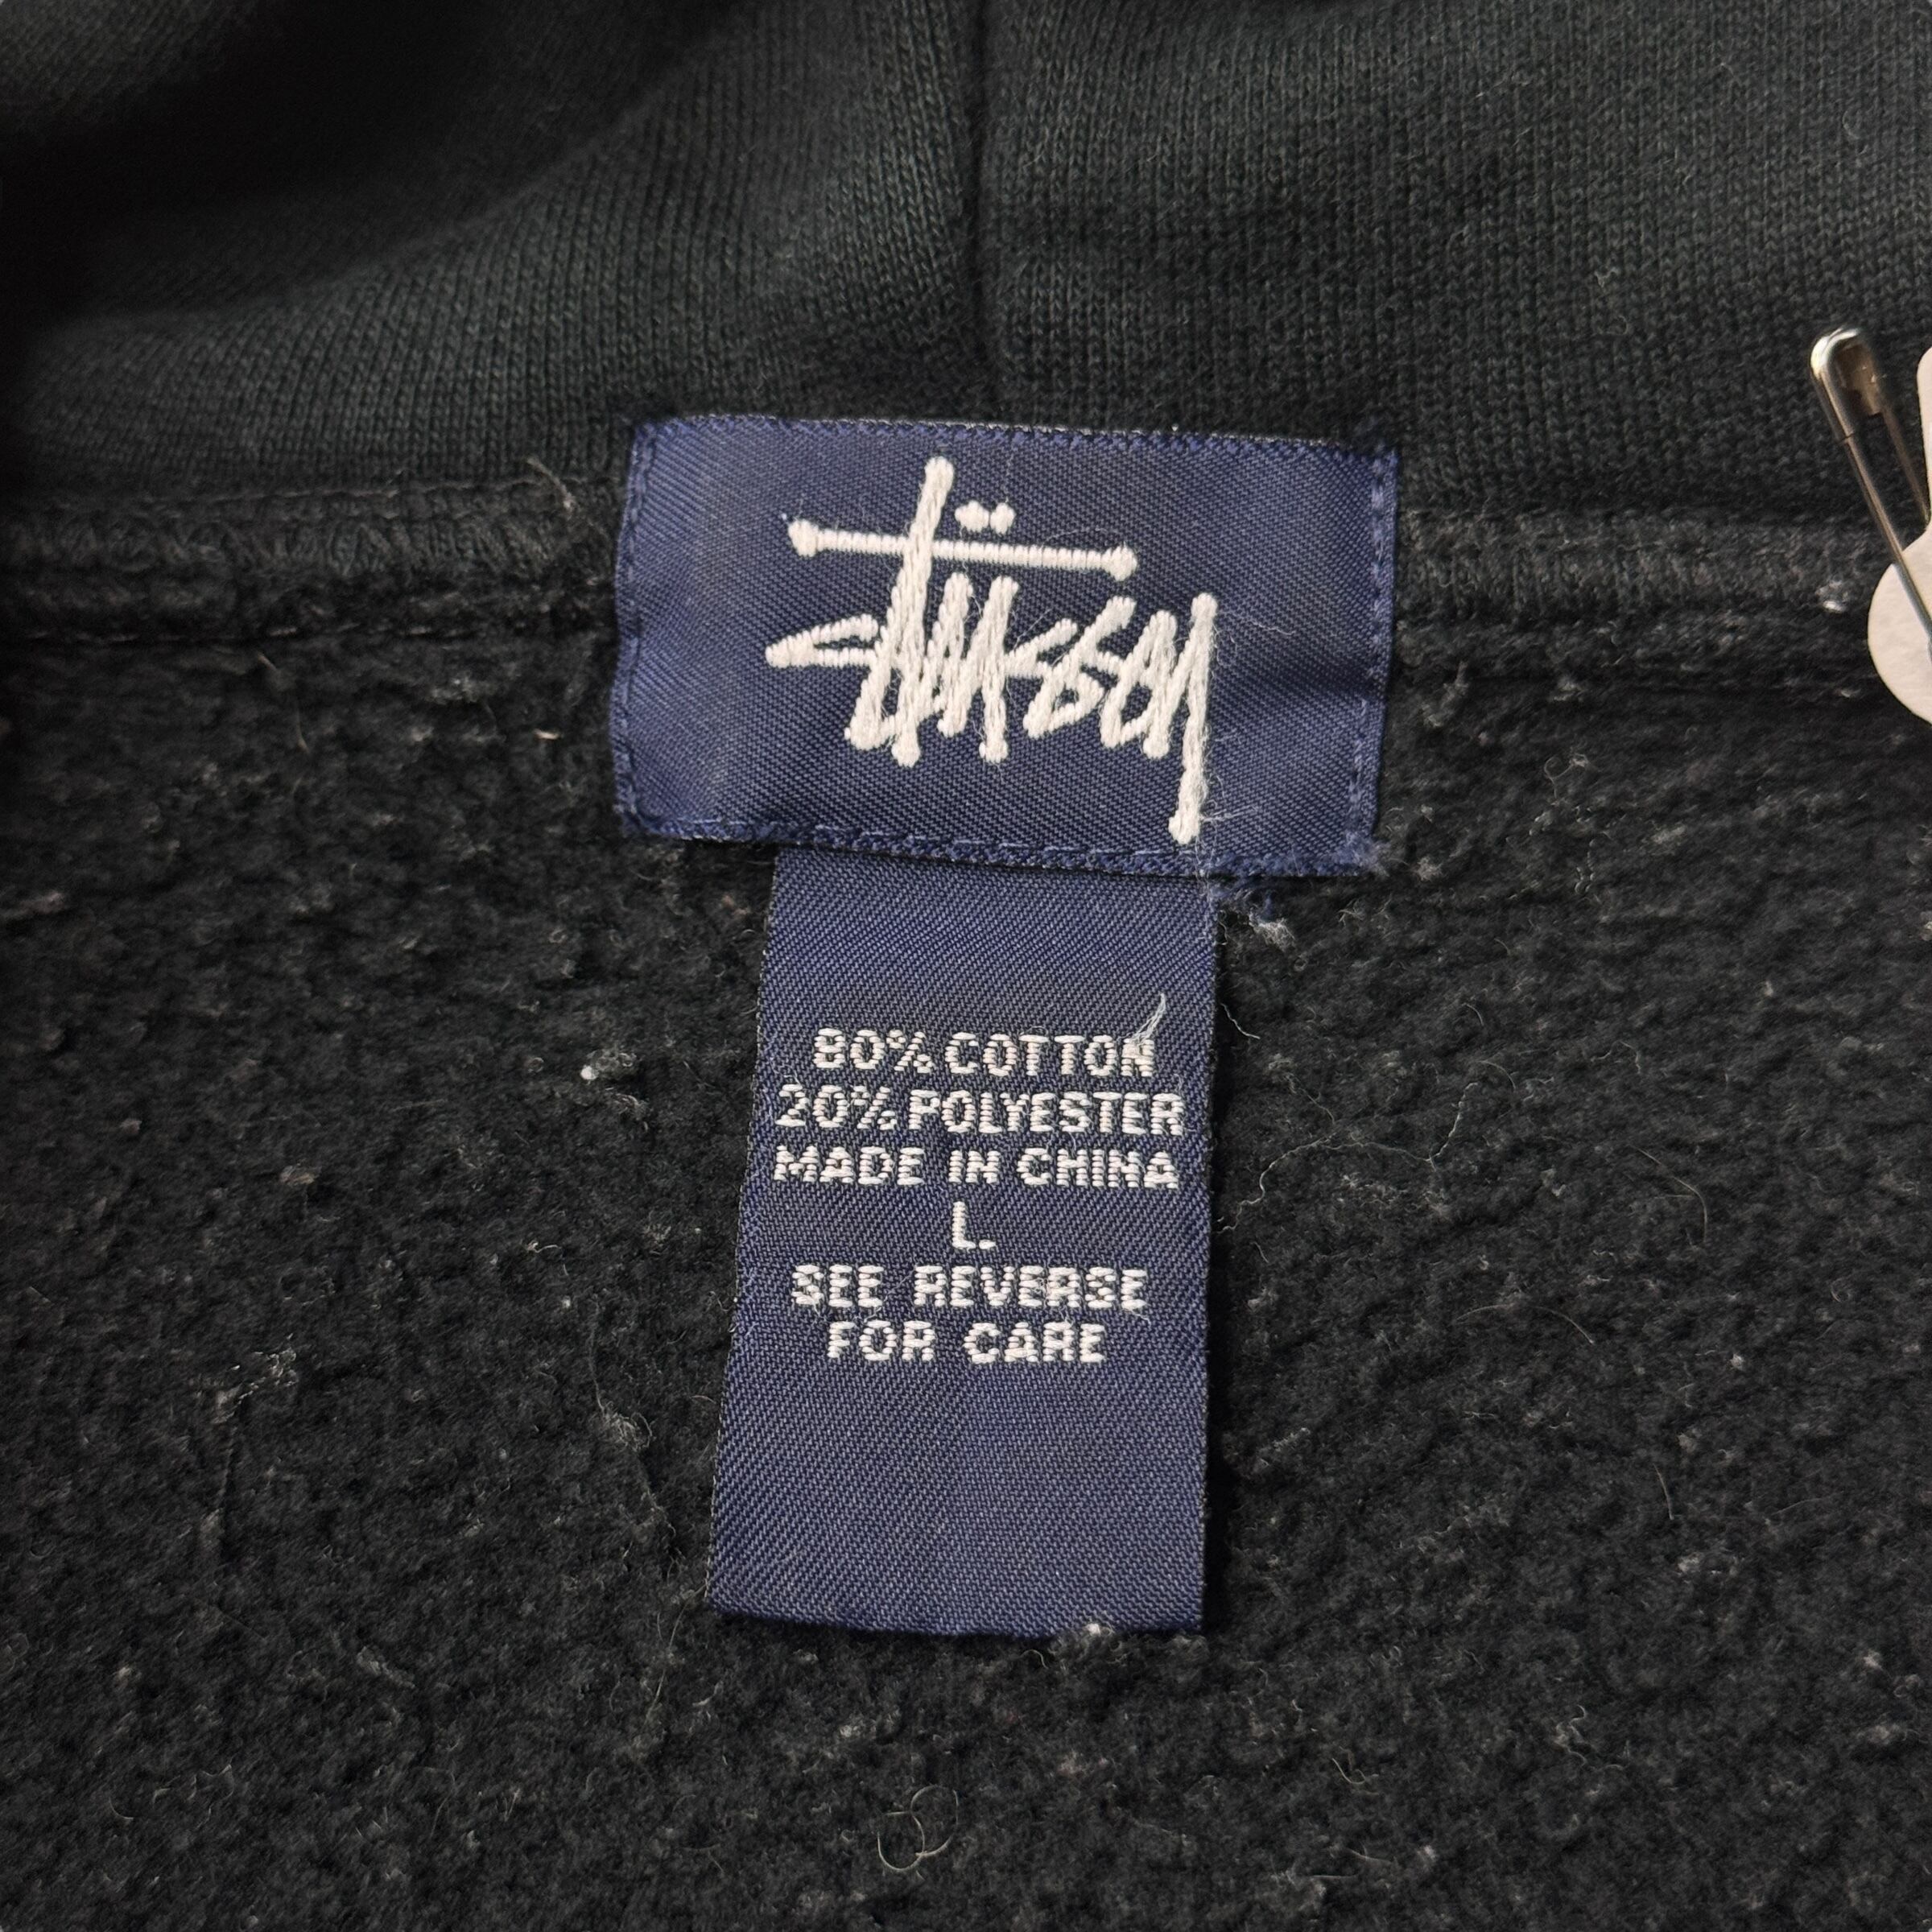 Stüssy
80% COTTON
20% POLYESTER
MADE IN CHINA
L.
SEE REVERSE
FOR CARE